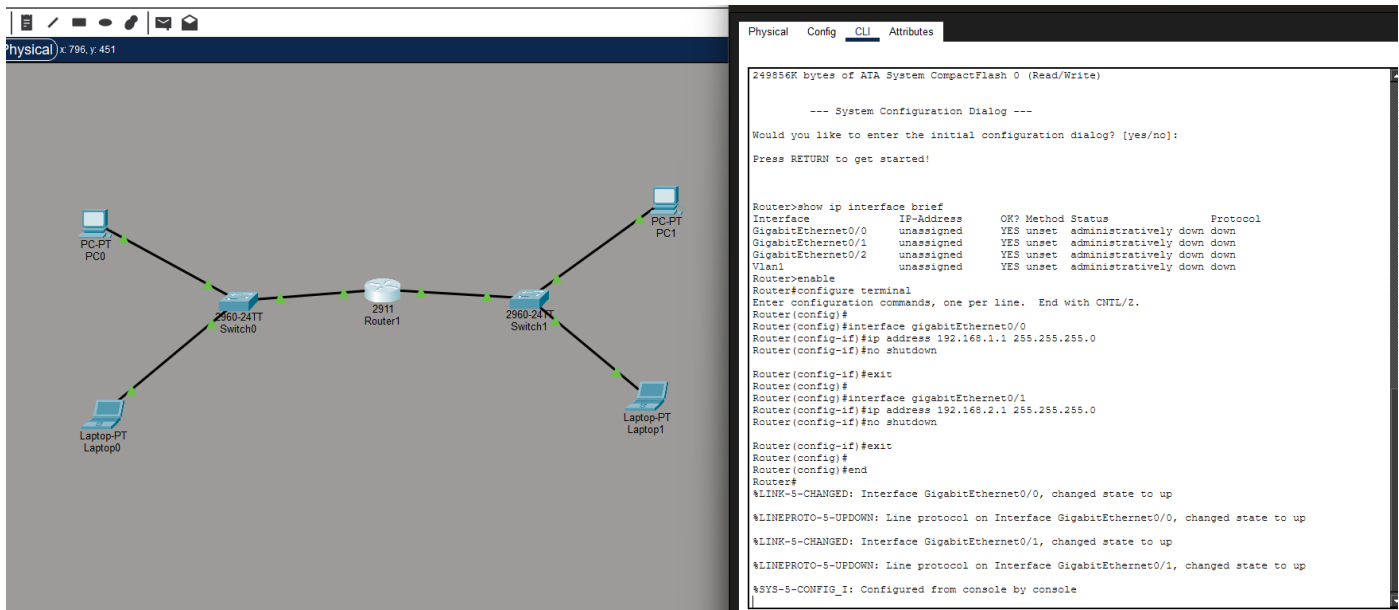 Physical x: 796, y: 451
PC-PT
PC0
PC-PT
PC1
2960-24TT
Switch0
2911
Router1
2960-24TT
Switch1
Laptop-PT
Laptop0
Laptop-PT
Laptop1
Physical Config CLI Attributes
249856K bytes of ATA System CompactFlash 0 (Read/Write)
--- System Configuration Dialog ---
Would you like to enter the initial configuration dialog? [yes/no]:
Press RETURN to get started!
Router>show ip interface brief
Interface IP-Address OK? Method Status Protocol
GigabitEthernet0/0 unassigned YES unset administratively down down
GigabitEthernet0/1 unassigned YES unset administratively down down
GigabitEthernet0/2 unassigned YES unset administratively down down
Vlan1 unassigned YES unset administratively down down
Router>enable
Router#configure terminal
Enter configuration commands, one per line. End with CNTL/Z.
Router(config)#
Router(config)#interface gigabitEthernet0/0
Router(config-if)#ip address 192.168.1.1 255.255.255.0
Router(config-if)#no shutdown
Router(config-if)#exit
Router(config)#
Router(config)#interface gigabitEthernet0/1
Router(config-if)#ip address 192.168.2.1 255.255.255.0
Router(config-if)#no shutdown
Router(config-if)#exit
Router(config)#
Router(config)#end
Router#
%LINK-5-CHANGED: Interface GigabitEthernet0/0, changed state to up
%LINEPROTO-5-UPDOWN: Line protocol on Interface GigabitEthernet0/0, changed state to up
%LINK-5-CHANGED: Interface GigabitEthernet0/1, changed state to up
%LINEPROTO-5-UPDOWN: Line protocol on Interface GigabitEthernet0/1, changed state to up
%SYS-5-CONFIG_I: Configured from console by console